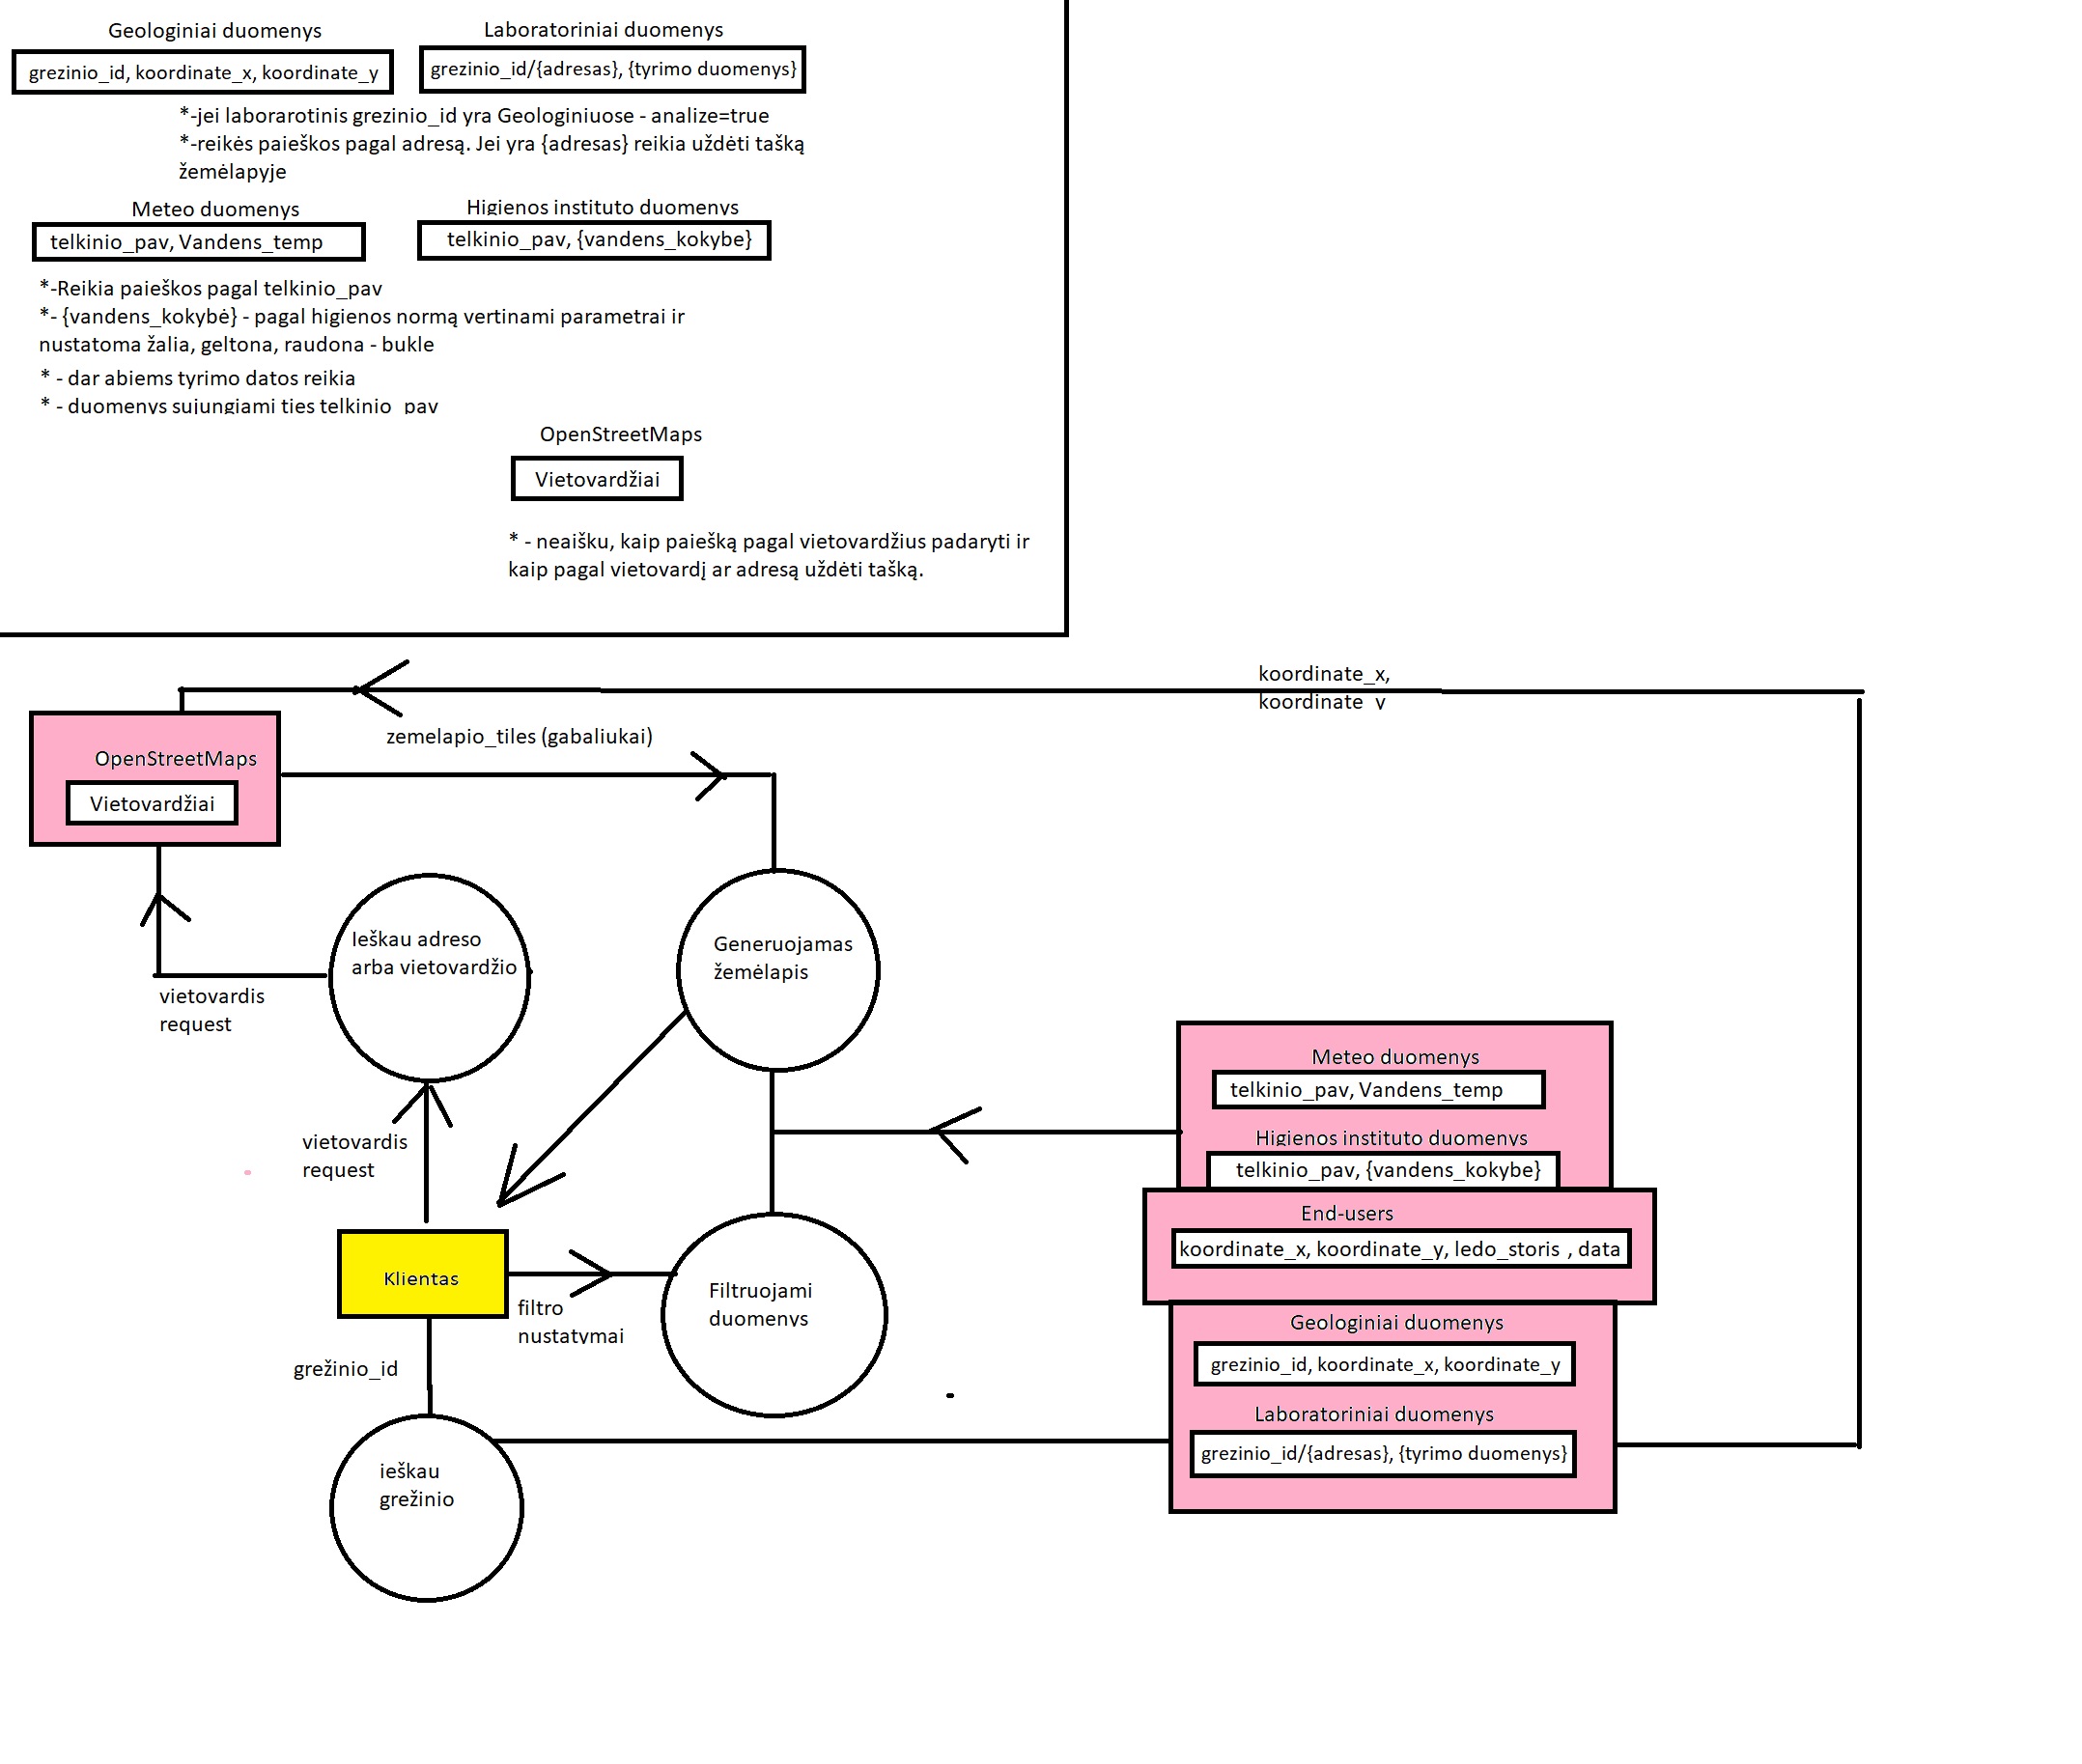 Geologiniai duomenys
grezinio_id, koordinate_x, koordinate_y
Laboratoriniai duomenys
grezinio_id/{adresas}, {tyrimo duomenys}
*-jei laborarotinis grezinio_id yra Geologiniuose - analize=true
*-reikės paieškos pagal adresą. Jei yra {adresas} reikia uždėti tašką
žemėlapyje
Meteo duomenys
telkinio_pav, Vandens_temp
Higienos instituto duomenys
telkinio_pav, {vandens_kokybe}
*-Reikia paieškos pagal telkinio_pav
*- {vandens_kokybė} - pagal higienos normą vertinami parametrai ir
nustatoma žalia, geltona, raudona - bukle
* - dar abiems tyrimo datos reikia
* - duomenys sujungiami ties telkinio_pav
OpenStreetMaps
Vietovardžiai
* - neaišku, kaip paiešką pagal vietovardžius padaryti ir
kaip pagal vietovardį ar adresą uždėti tašką.
koordinate_x,
koordinate_y
zemelapio_tiles (gabaliukai)
OpenStreetMaps
Vietovardžiai
Ieškau adreso
arba vietovardžio
Generuojamas
žemėlapis
vietovardis
request
vietovardis
request
Meteo duomenys
telkinio_pav, Vandens_temp
Higienos instituto duomenys
telkinio_pav, {vandens_kokybe}
End-users
koordinate_x, koordinate_y, ledo_storis , data
Klientas
filtro
nustatymai
Filtruojami
duomenys
Geologiniai duomenys
grezinio_id, koordinate_x, koordinate_y
Laboratoriniai duomenys
grezinio_id/{adresas}, {tyrimo duomenys}
grežinio_id
ieškau
grežinio